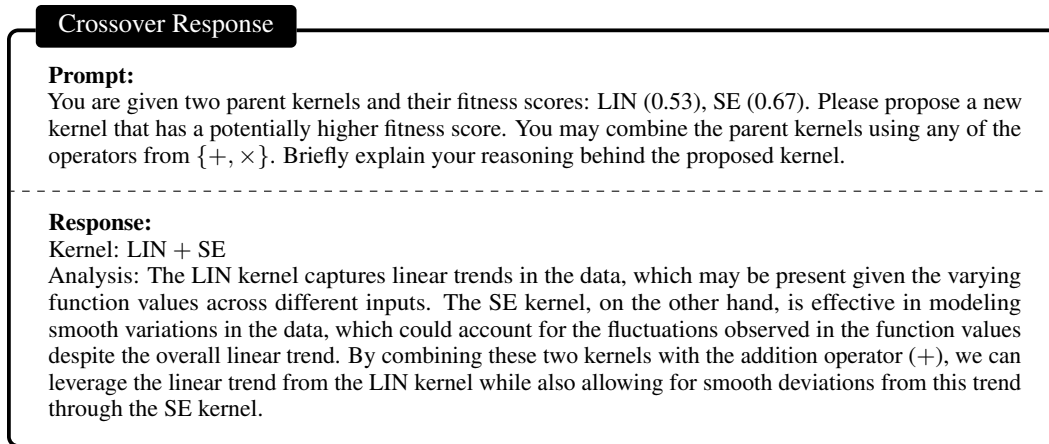 Crossover Response
Prompt:
You are given two parent kernels and their fitness scores: LIN (0.53), SE (0.67). Please propose a new
kernel that has a potentially higher fitness score. You may combine the parent kernels using any of the
operators from {+, ×}. Briefly explain your reasoning behind the proposed kernel.
Response:
Kernel: LIN + SE
Analysis: The LIN kernel captures linear trends in the data, which may be present given the varying
function values across different inputs. The SE kernel, on the other hand, is effective in modeling
smooth variations in the data, which could account for the fluctuations observed in the function values
despite the overall linear trend. By combining these two kernels with the addition operator (+), we can
leverage the linear trend from the LIN kernel while also allowing for smooth deviations from this trend
through the SE kernel.